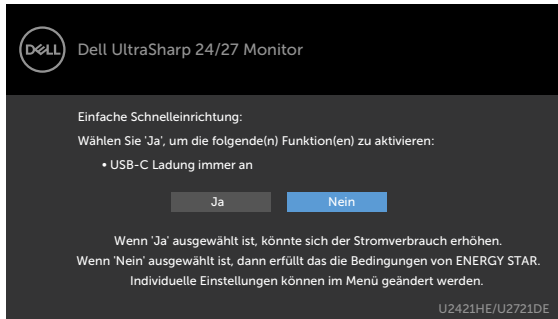 DELL
Dell UltraSharp 24/27 Monitor
Einfache Schnelleinrichtung:
Wählen Sie 'Ja', um die folgende(n) Funktion(en) zu aktivieren:
• USB-C Ladung immer an
Ja
Nein
Wenn 'Ja' ausgewählt ist, könnte sich der Stromverbrauch erhöhen.
Wenn 'Nein' ausgewählt ist, dann erfüllt das die Bedingungen von ENERGY STAR.
Individuelle Einstellungen können im Menü geändert werden.
U2421HE/U2721DE